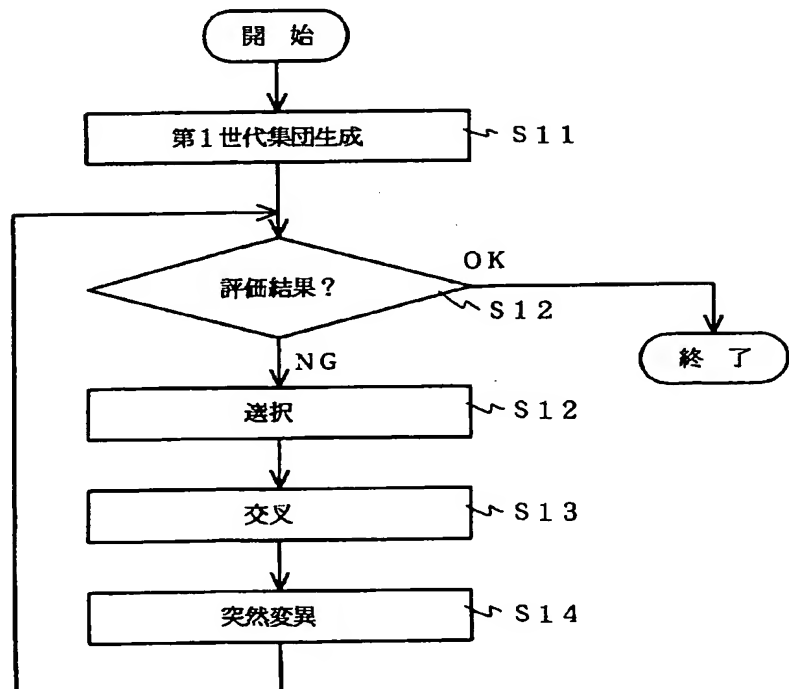 開 始
第1世代集団生成 S11
OK
評価結果?
S12
終 了
NG
選択 S12
交叉 S13
突然変異 S14